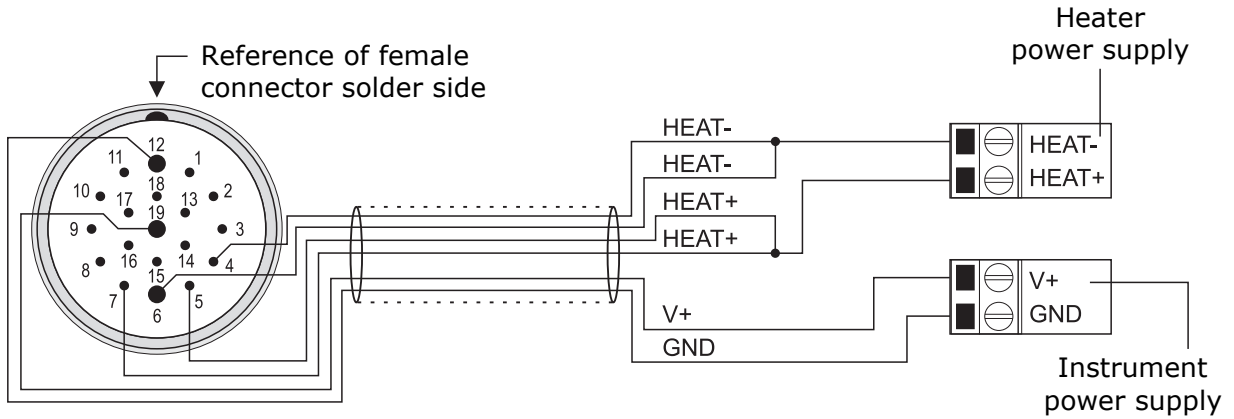 Heater
power supply
Reference of female
connector solder side
HEAT-
HEAT-
HEAT+
HEAT+
HEAT-
HEAT+
12
11
1
10
18
2
17
13
19
9
3
16
14
8
15
4
7
5
6
V+
GND
V+
GND
Instrument
power supply